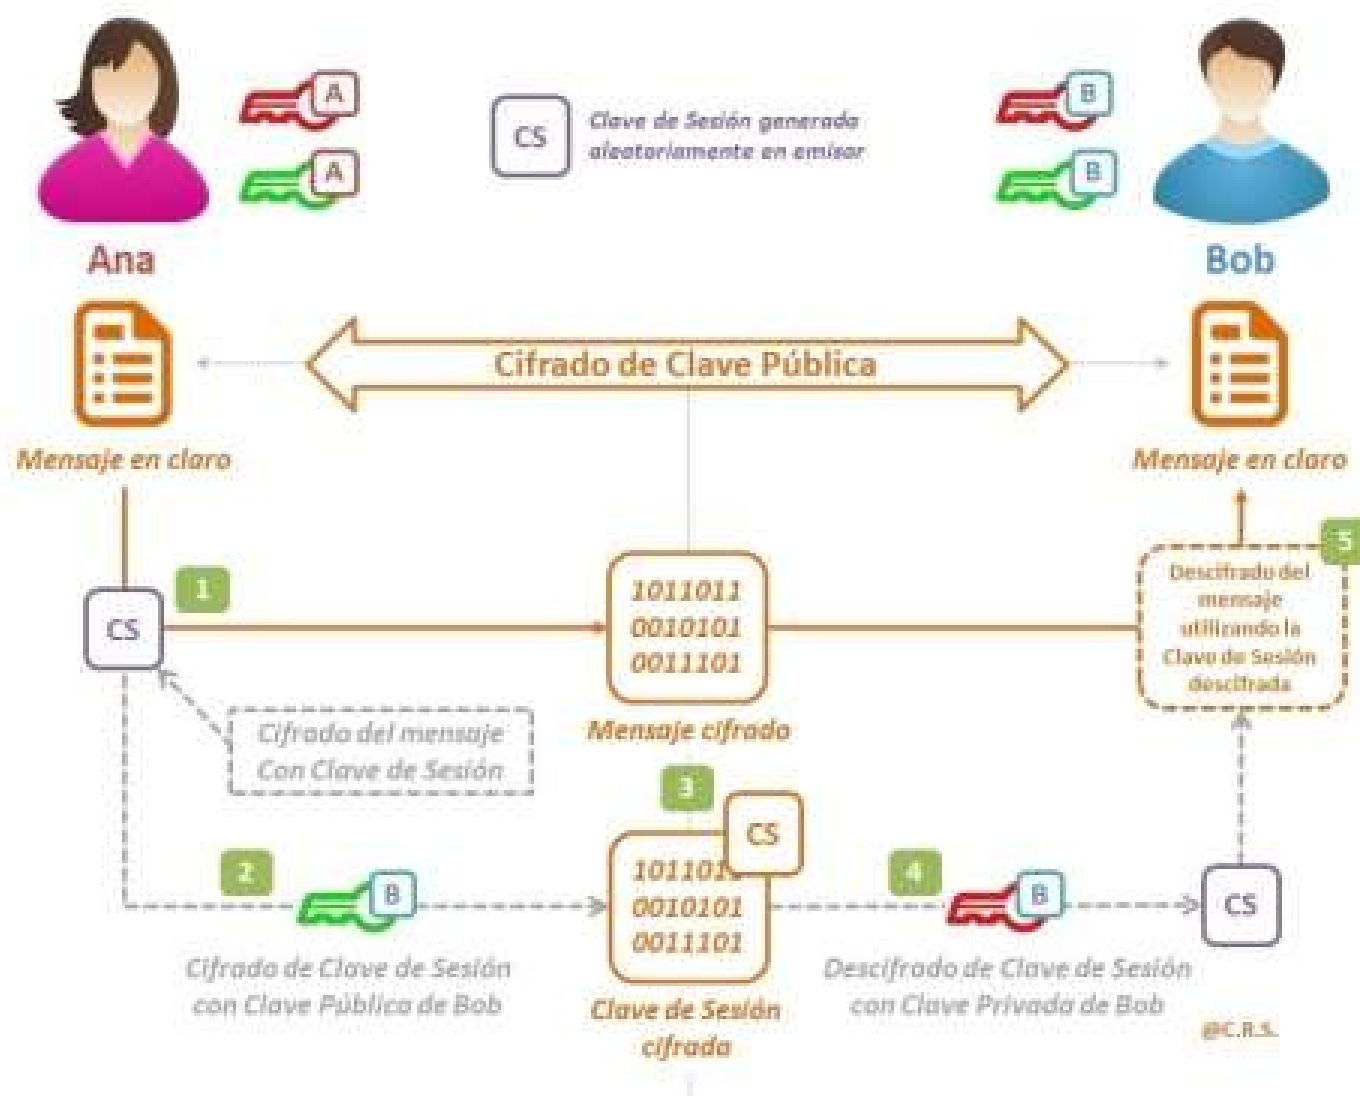 A
A
CS
Clave de Sesión generada
aleatoriamente en emisor
B
B
Ana
Bob
Cifrado de Clave Pública
Mensaje en claro
Mensaje en claro
1
CS
1011011
0010101
0011101
Mensaje cifrado
5
Descifrado del
mensaje
utilizando la
Clave de Sesión
descifrada
Cifrado del mensaje
Con Clave de Sesión
2
B
Cifrado de Clave de Sesión
con Clave Pública de Bob
3
CS
101101
0010101
0011101
Clave de Sesión
cifrada
4
B
Descifrado de Clave de Sesión
con Clave Privada de Bob
CS
@C.R.S.